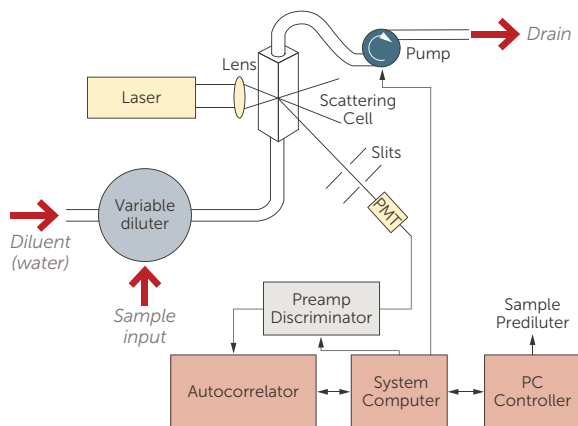 Drain
Pump
Lens
Laser
Scattering
Cell
Slits
Variable
diluter
PMT
Diluent
(water)
Sample
input
Preamp
Discriminator
Sample
Prediluter
Autocorrelator
System
Computer
PC
Controller